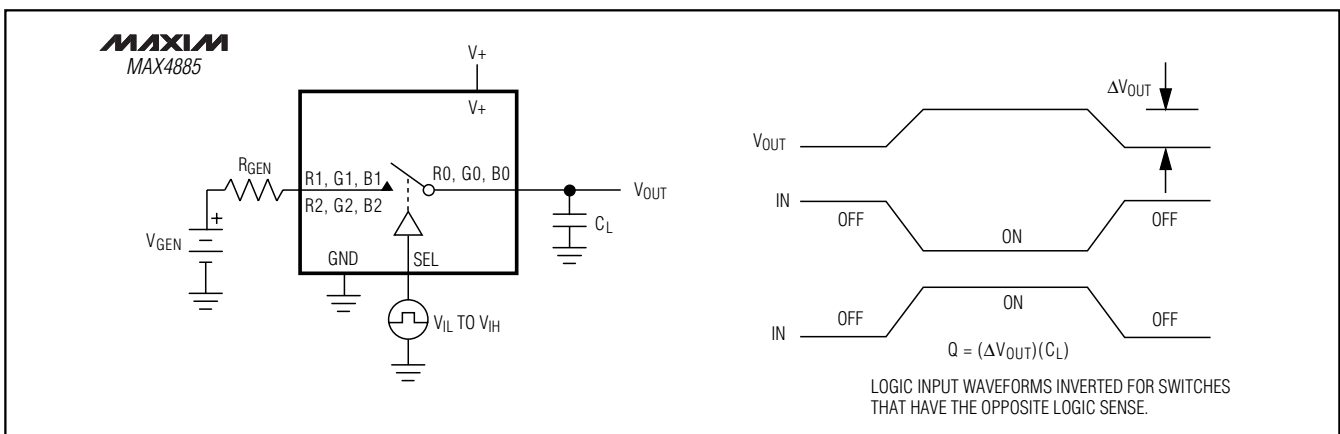 MAXIM
MAX4885
V+
V+
RGEN
R1, G1, B1
R0, G0, B0
R2, G2, B2
VOUT
CL
VGEN
+
GND
SEL
VIL TO VIH
ΔVOUT
VOUT
IN
OFF
ON
OFF
IN
OFF
ON
OFF
Q = (ΔVOUT)(CL)
LOGIC INPUT WAVEFORMS INVERTED FOR SWITCHES
THAT HAVE THE OPPOSITE LOGIC SENSE.